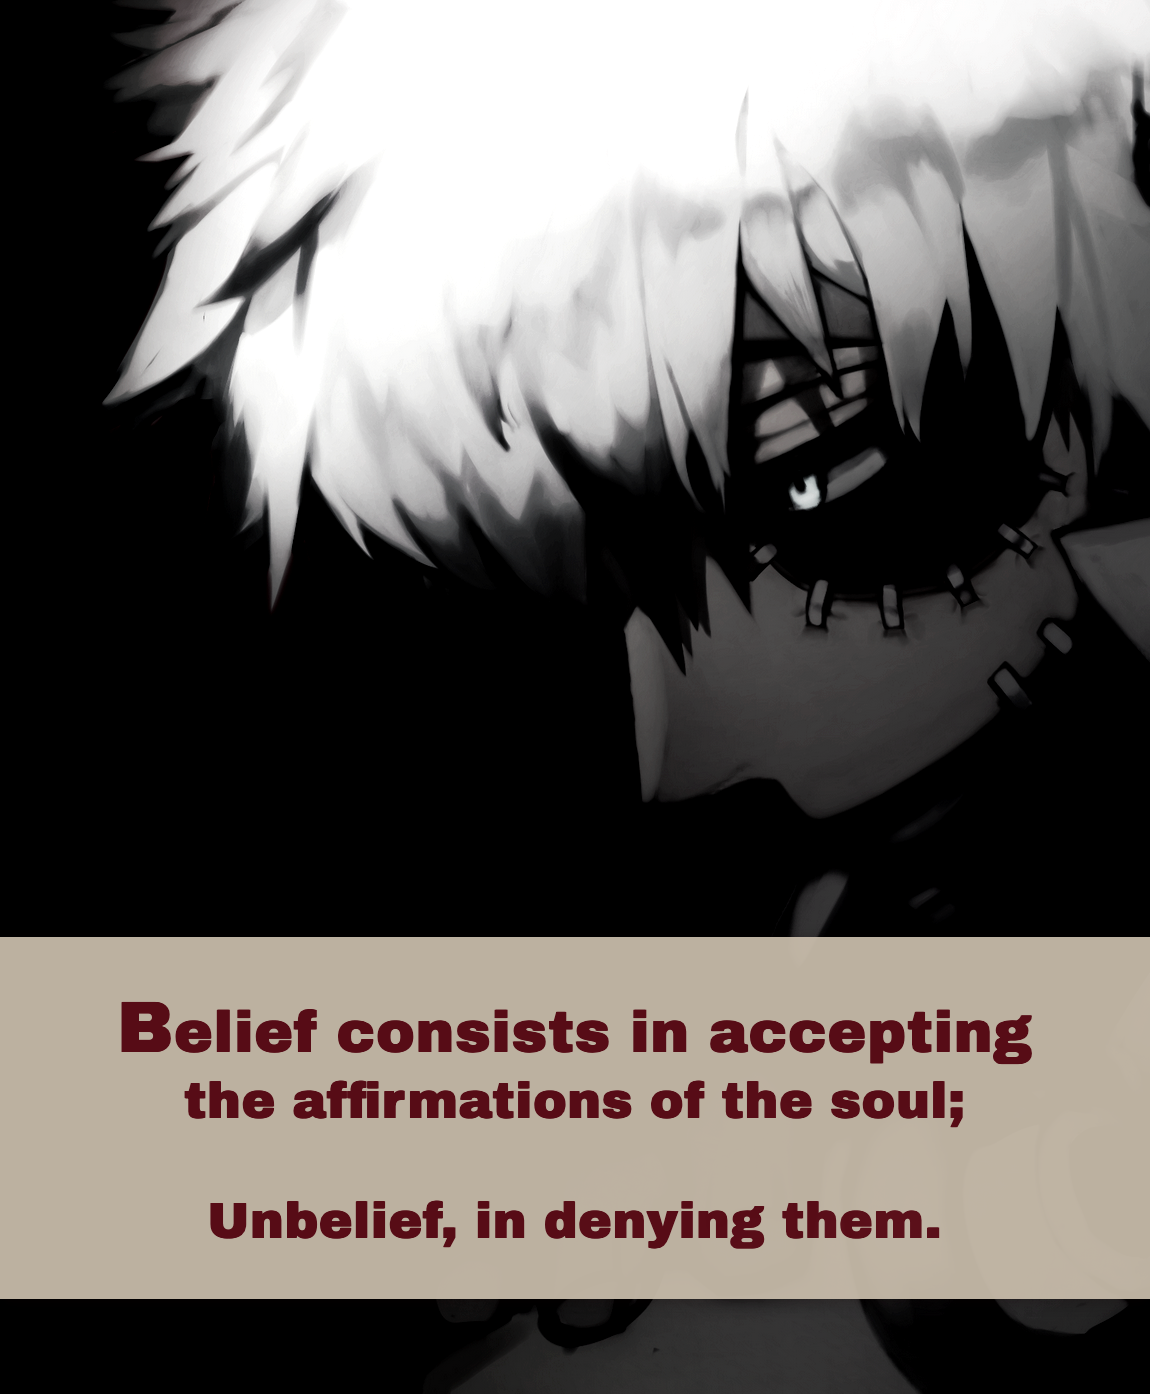 Belief consists in accepting
the affirmations of the soul;
Unbelief, in denying them.